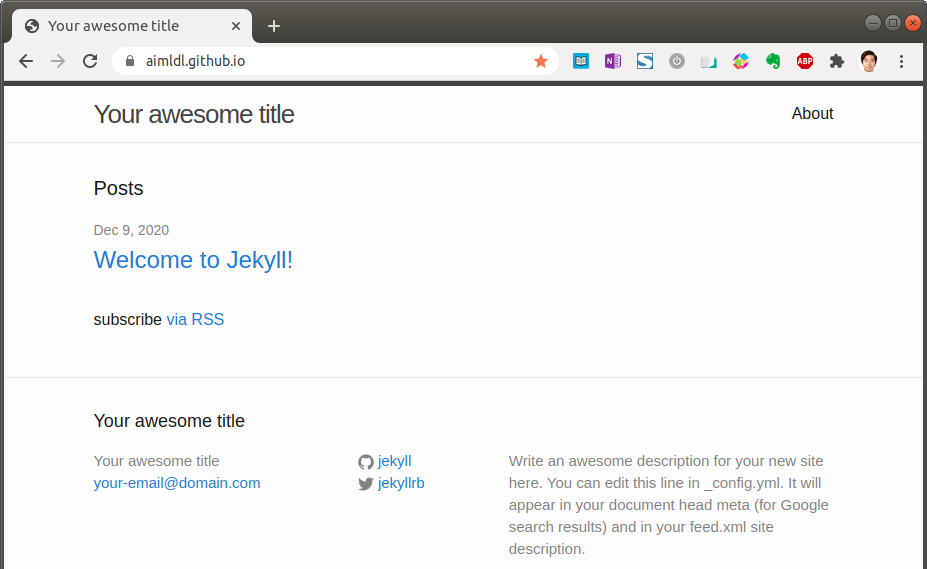 Your awesome title
aimldl.github.io
N
S
ABP
Your awesome title
About
Posts
Dec 9, 2020
Welcome to Jekyll!
subscribe via RSS
Your awesome title
Your awesome title
your-email@domain.com
jekyll
jekyllrb
Write an awesome description for your new site
here. You can edit this line in _config.yml. It will
appear in your document head meta (for Google
search results) and in your feed.xml site
description.